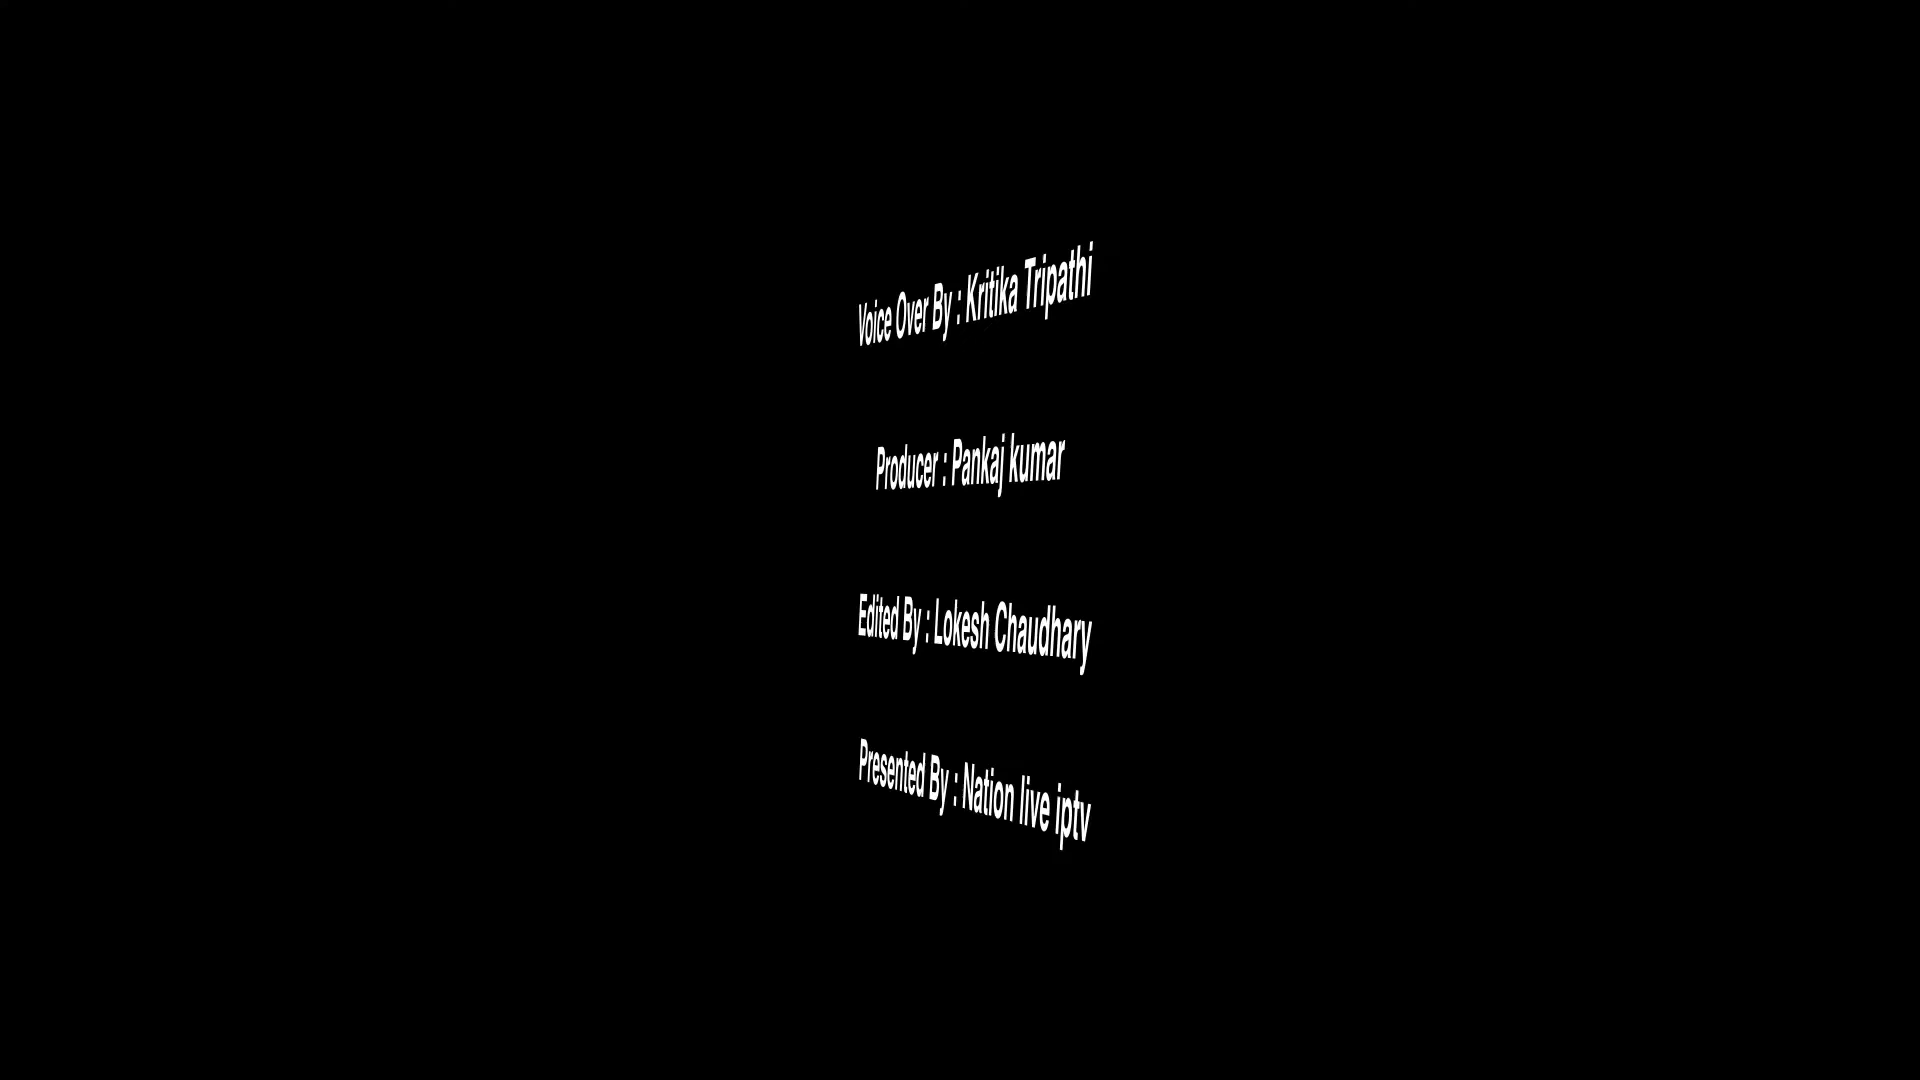 Voice Over By : Kritika Tripathi
Producer : Pankaj kumar
Edited By : Lokesh Chaudhary
Presented By : Nation live iptv